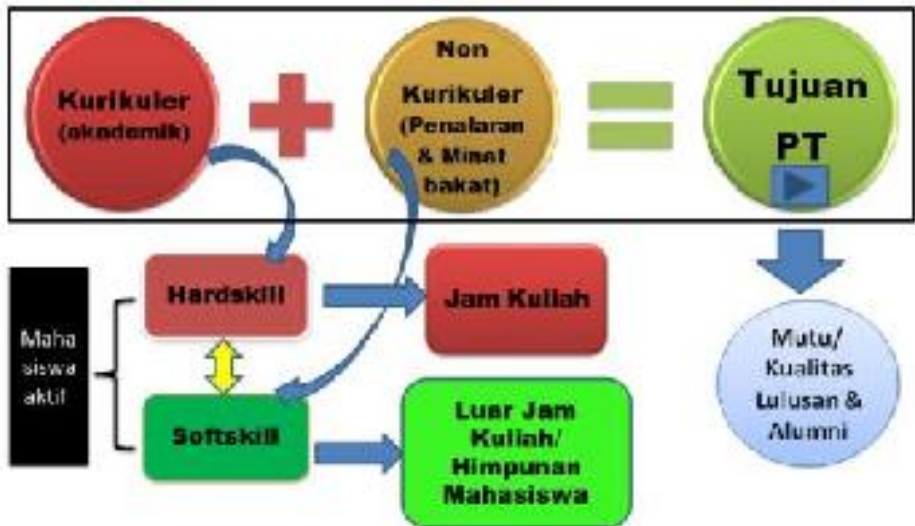 Kurikuler
(akademik)
Non
Kurikuler
(Penalaran
& Minat
bakat)
Tujuan
PT
Maha
siswa
aktif
Hardskill
Jam Kuliah
Softskill
Luar Jam
Kuliah/
Himpunan
Mahasiswa
Mutu/
Kualitas
Lulusan &
Alumni